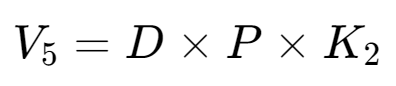 V₅ = D × P × K₂